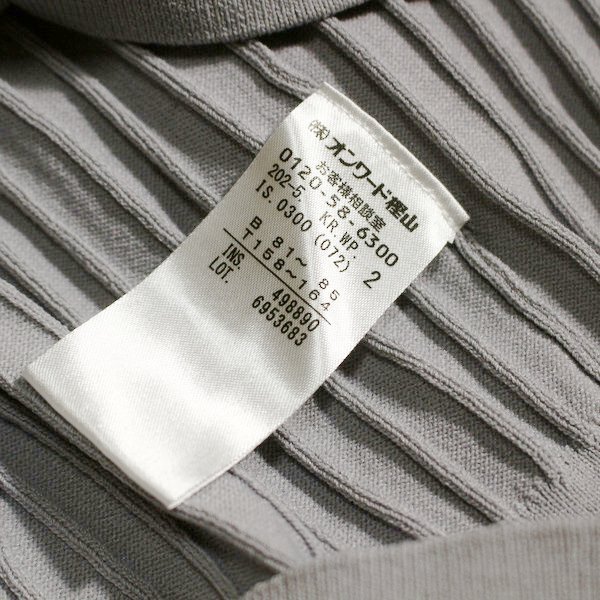 (株)オンワード樫山
お客様相談室
0120-58-6300
202-5 KR.WP. 2
IS.0300 (072)
B 81~ 85
T158~164
INS. 498890
LOT. 6953683